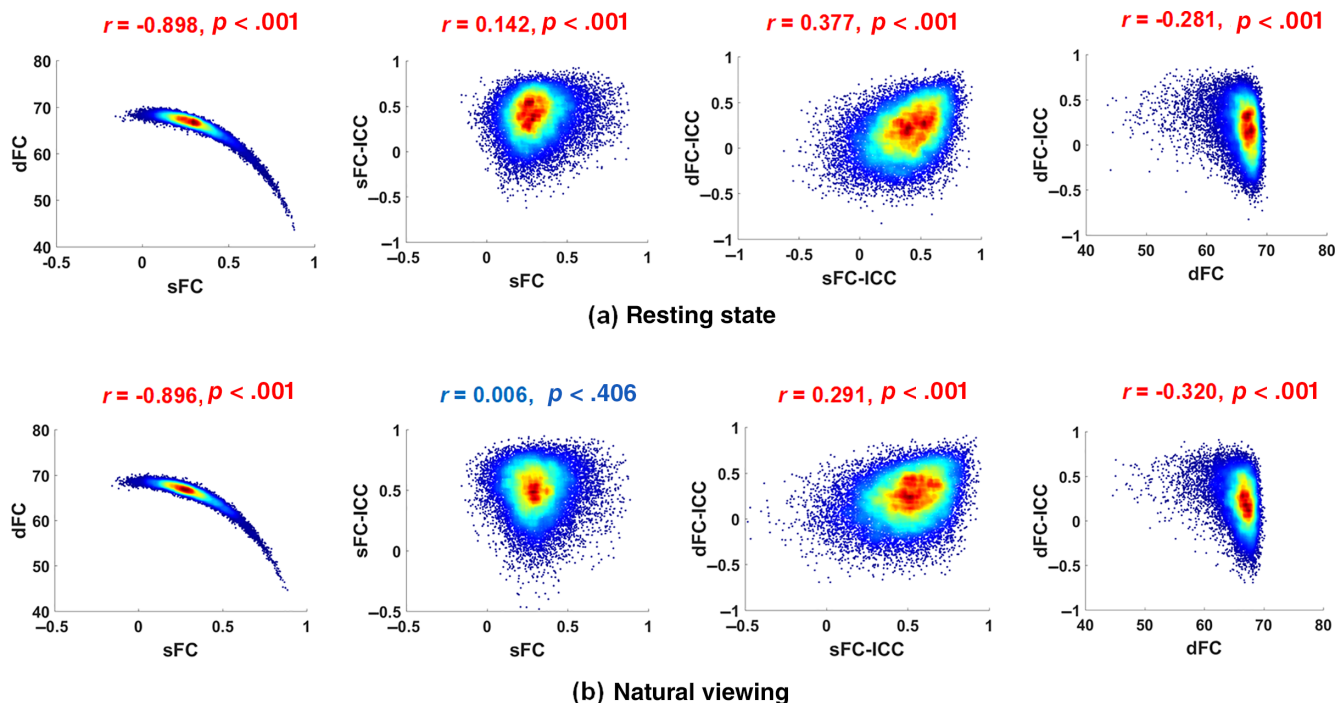 r = -0.898, p < .001
r = 0.142, p < .001
r = 0.377, p < .001
r = -0.281, p < .001
80
70
60
50
40
dFC
-0.5 0 0.5 1
sFC
1
0.5
0
–0.5
–1
sFC-ICC
–0.5 0 0.5 1
sFC
1
0.5
0
–0.5
–1
dFC-ICC
–1 -0.5 0 0.5 1
sFC-ICC
1
0.5
0
–0.5
–1
dFC-ICC
40 50 60 70 80
dFC
(a) Resting state
r = -0.896, p < .001
r = 0.006, p < .406
r = 0.291, p < .001
r = -0.320, p < .001
80
70
60
50
40
dFC
–0.5 0 0.5 1
sFC
1
0.5
0
–0.5
sFC-ICC
–0.5 0 0.5 1
sFC
1
0.5
0
–0.5
–1
dFC-ICC
–0.5 0 0.5 1
sFC-ICC
1
0.5
0
–0.5
–1
dFC-ICC
40 50 60 70 80
dFC
(b) Natural viewing